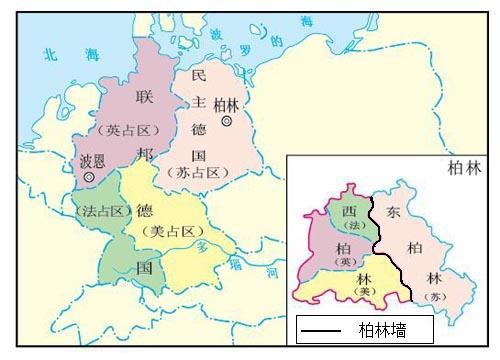 北海
波罗的海
联邦德国
民主德国
(英占区)
(苏占区)
(法占区)
(美占区)
柏林
波恩
多瑙河
柏林
西柏林
东柏林
(法)
(英)
(美)
(苏)
柏林墙